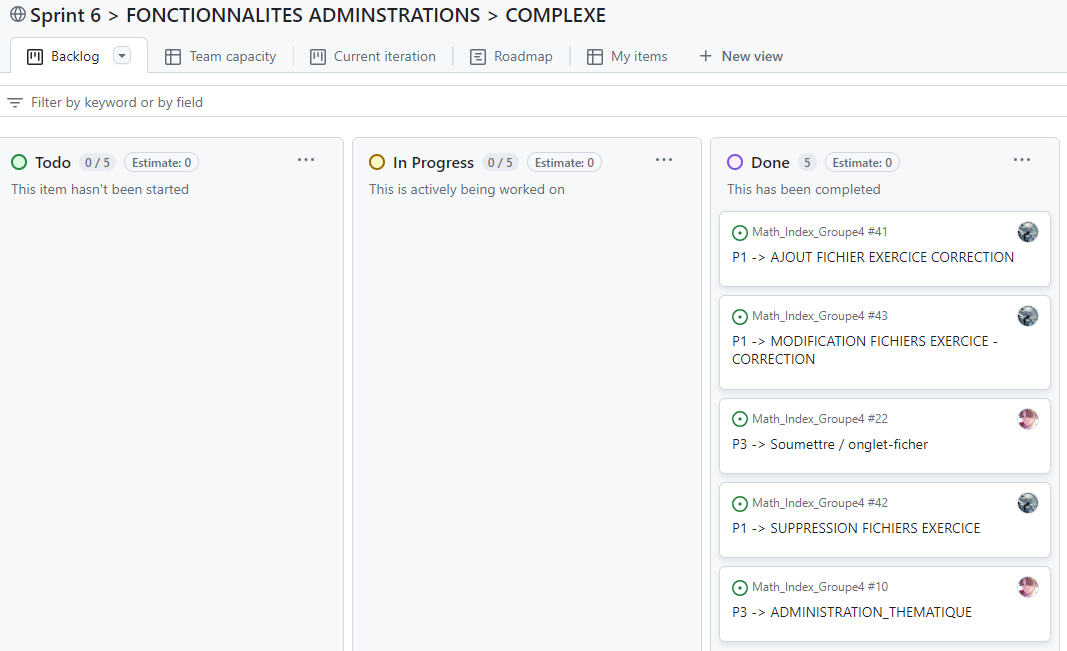 Sprint 6 > FONCTIONNALITES ADMINSTRATIONS > COMPLEXE
Backlog
Team capacity
Current iteration
Roadmap
My items
New view
Filter by keyword or by field
Todo 0 / 5 Estimate: 0
This item hasn't been started
In Progress 0 / 5 Estimate: 0
This is actively being worked on
Done 5 Estimate: 0
This has been completed
Math_Index_Groupe4 #41
P1 -> AJOUT FICHIER EXERCICE CORRECTION
Math_Index_Groupe4 #43
P1 -> MODIFICATION FICHIERS EXERCICE -
CORRECTION
Math_Index_Groupe4 #22
P3 -> Soumettre / onglet-ficher
Math_Index_Groupe4 #42
P1 -> SUPPRESSION FICHIERS EXERCICE
Math_Index_Groupe4 #10
P3 -> ADMINISTRATION_THEMATIQUE